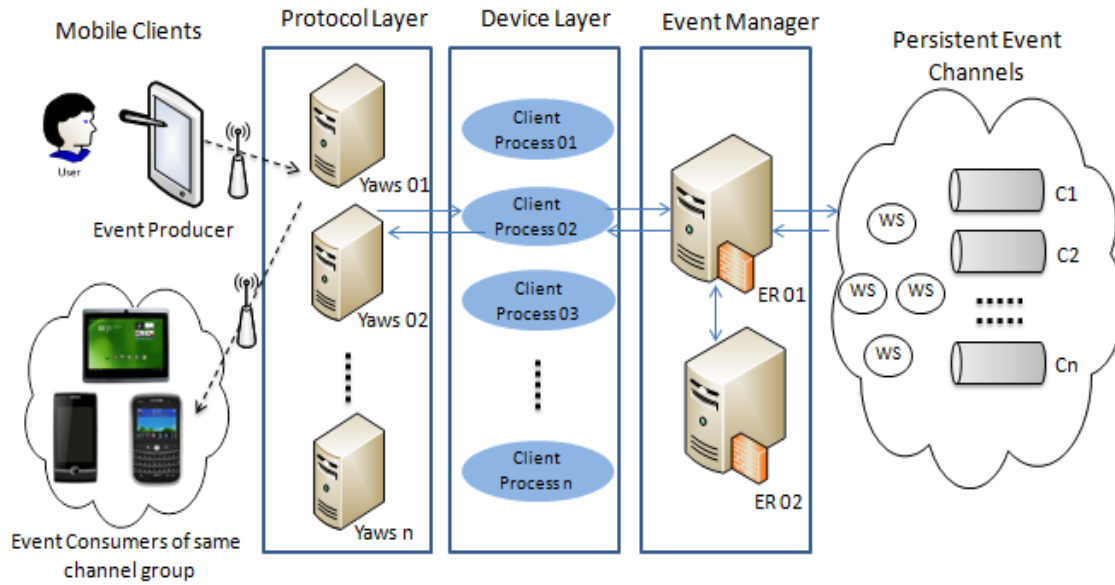 Mobile Clients
Protocol Layer
Device Layer
Event Manager
Persistent Event
Channels
User
Event Producer
Yaws 01
Yaws 02
Yaws n
Client
Process 01
Client
Process 02
Client
Process 03
Client
Process n
ER 01
ER 02
WS
WS
WS
WS
C1
C2
Cn
Event Consumers of same
channel group